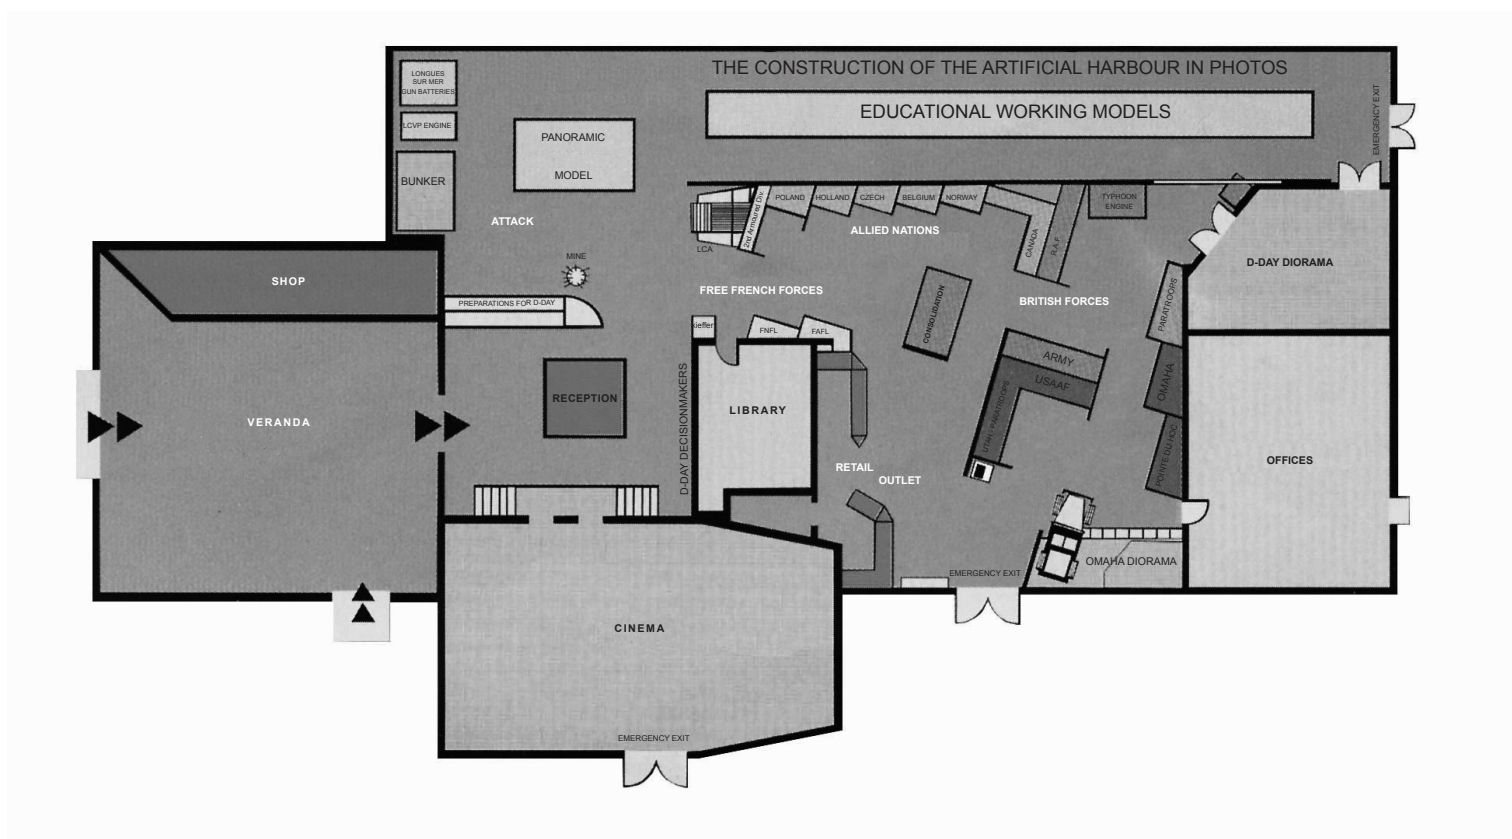 THE CONSTRUCTION OF THE ARTIFICIAL HARBOUR IN PHOTOS
EDUCATIONAL WORKING MODELS
EMERGENCY EXIT
LONGUES
SUR MER
GUN BATTERIES
LCVP ENGINE
BUNKER
PANORAMIC
MODEL
ATTACK
MINE
PREPARATIONS FOR D-DAY
SHOP
VERANDA
RECEPTION
D-DAY DECISIONMAKERS
LCA
2nd Armoured Div.
POLAND
HOLLAND
CZECH
BELGIUM
NORWAY
ALLIED NATIONS
CANADA
R.A.F.
TYPHOON
ENGINE
D-DAY DIORAMA
FREE FRENCH FORCES
kieffer
FNFL
FAFL
CONSOLIDATION
BRITISH FORCES
PARATROOPS
ARMY
USAAF
UTAH - PARATROOPS
OMAHA
POINTE DU HOC
LIBRARY
RETAIL
OUTLET
OFFICES
OMAHA DIORAMA
EMERGENCY EXIT
CINEMA
EMERGENCY EXIT